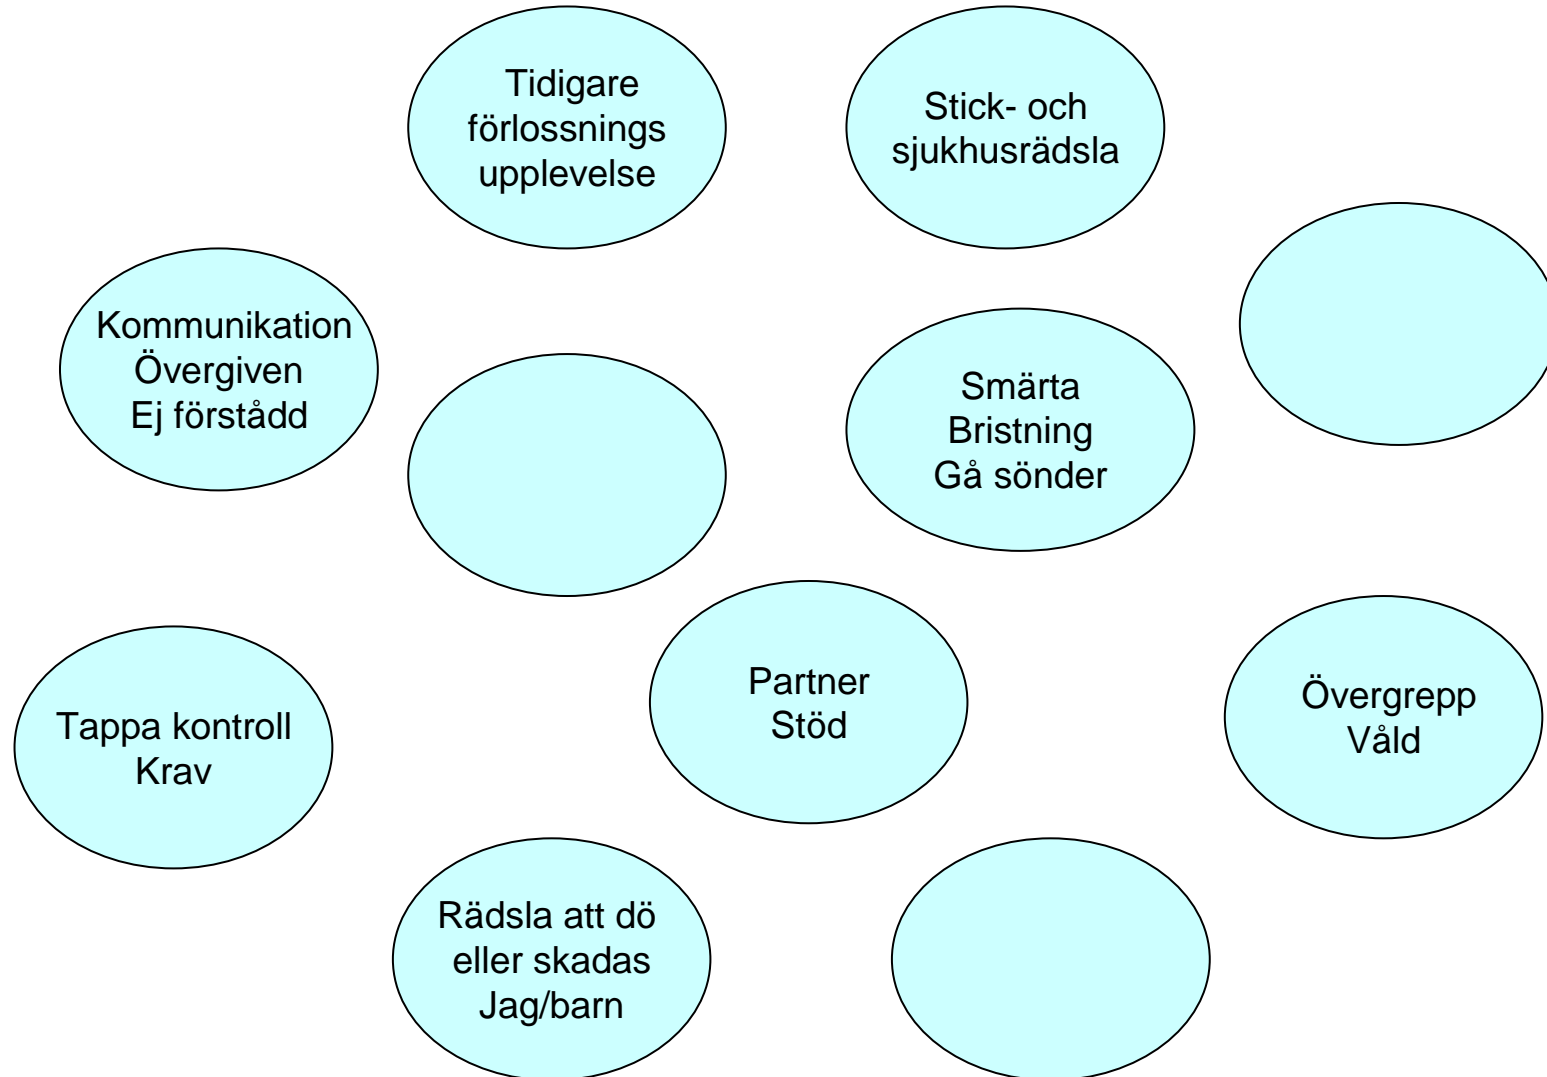 Tidigare
förlossnings
upplevelse
Stick- och
sjukhusrädsla
Kommunikation
Övergiven
Ej förstådd
Smärta
Bristning
Gå sönder
Partner
Stöd
Övergrepp
Våld
Tappa kontroll
Krav
Rädsla att dö
eller skadas
Jag/barn